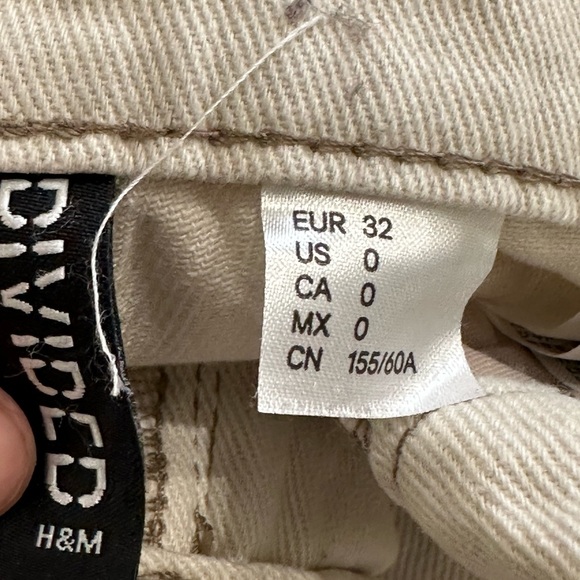 DIVIDED
H&M
EUR 32
US 0
CA 0
MX 0
CN 155/60A